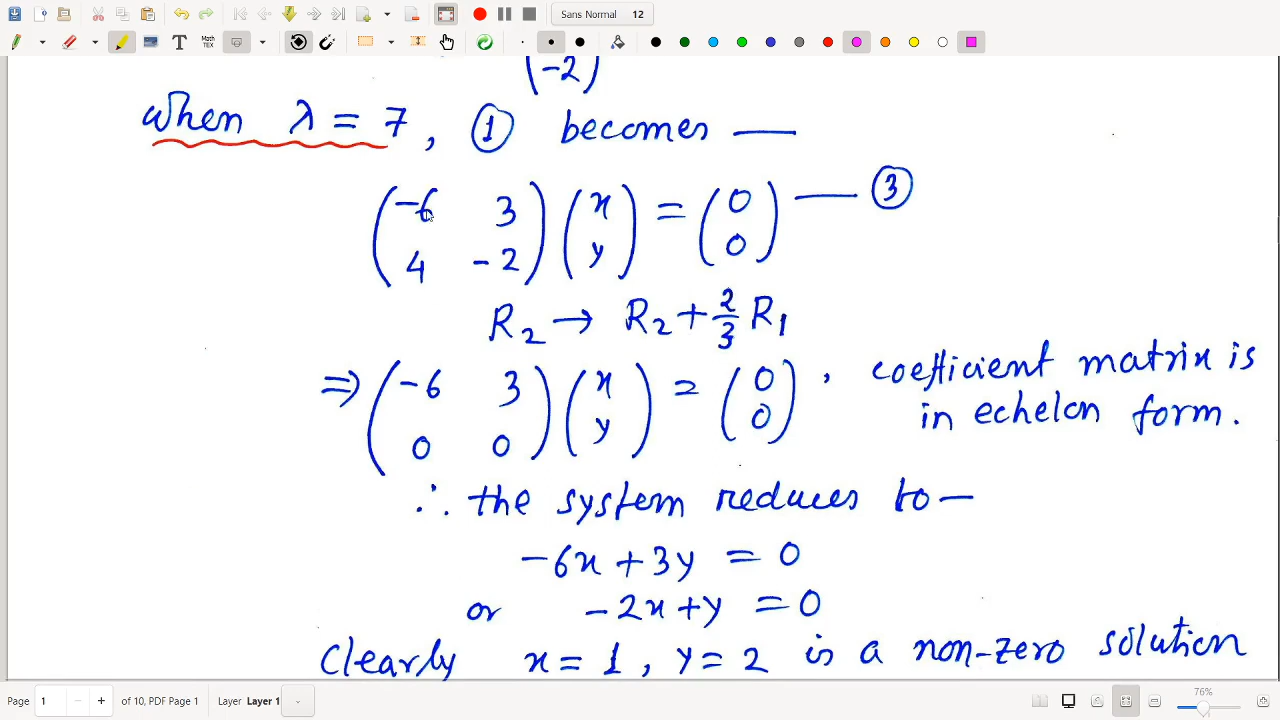 Sans Normal 12
Math TEX
(-2)
When λ = 7, ① becomes —
(-6 3
4 -2) (x
y) = (0
0) — ③
R₂ → R₂ + 2/3 R₁
⇒ (-6 3
0 0) (x
y) = (0
0), coefficient matrix is
in echelon form.
∴ the system reduces to —
-6x + 3y = 0
or -2x + y = 0
Clearly x = 1, y = 2 is a non-zero solution
Page 1 of 10, PDF Page 1 Layer Layer 1 76%